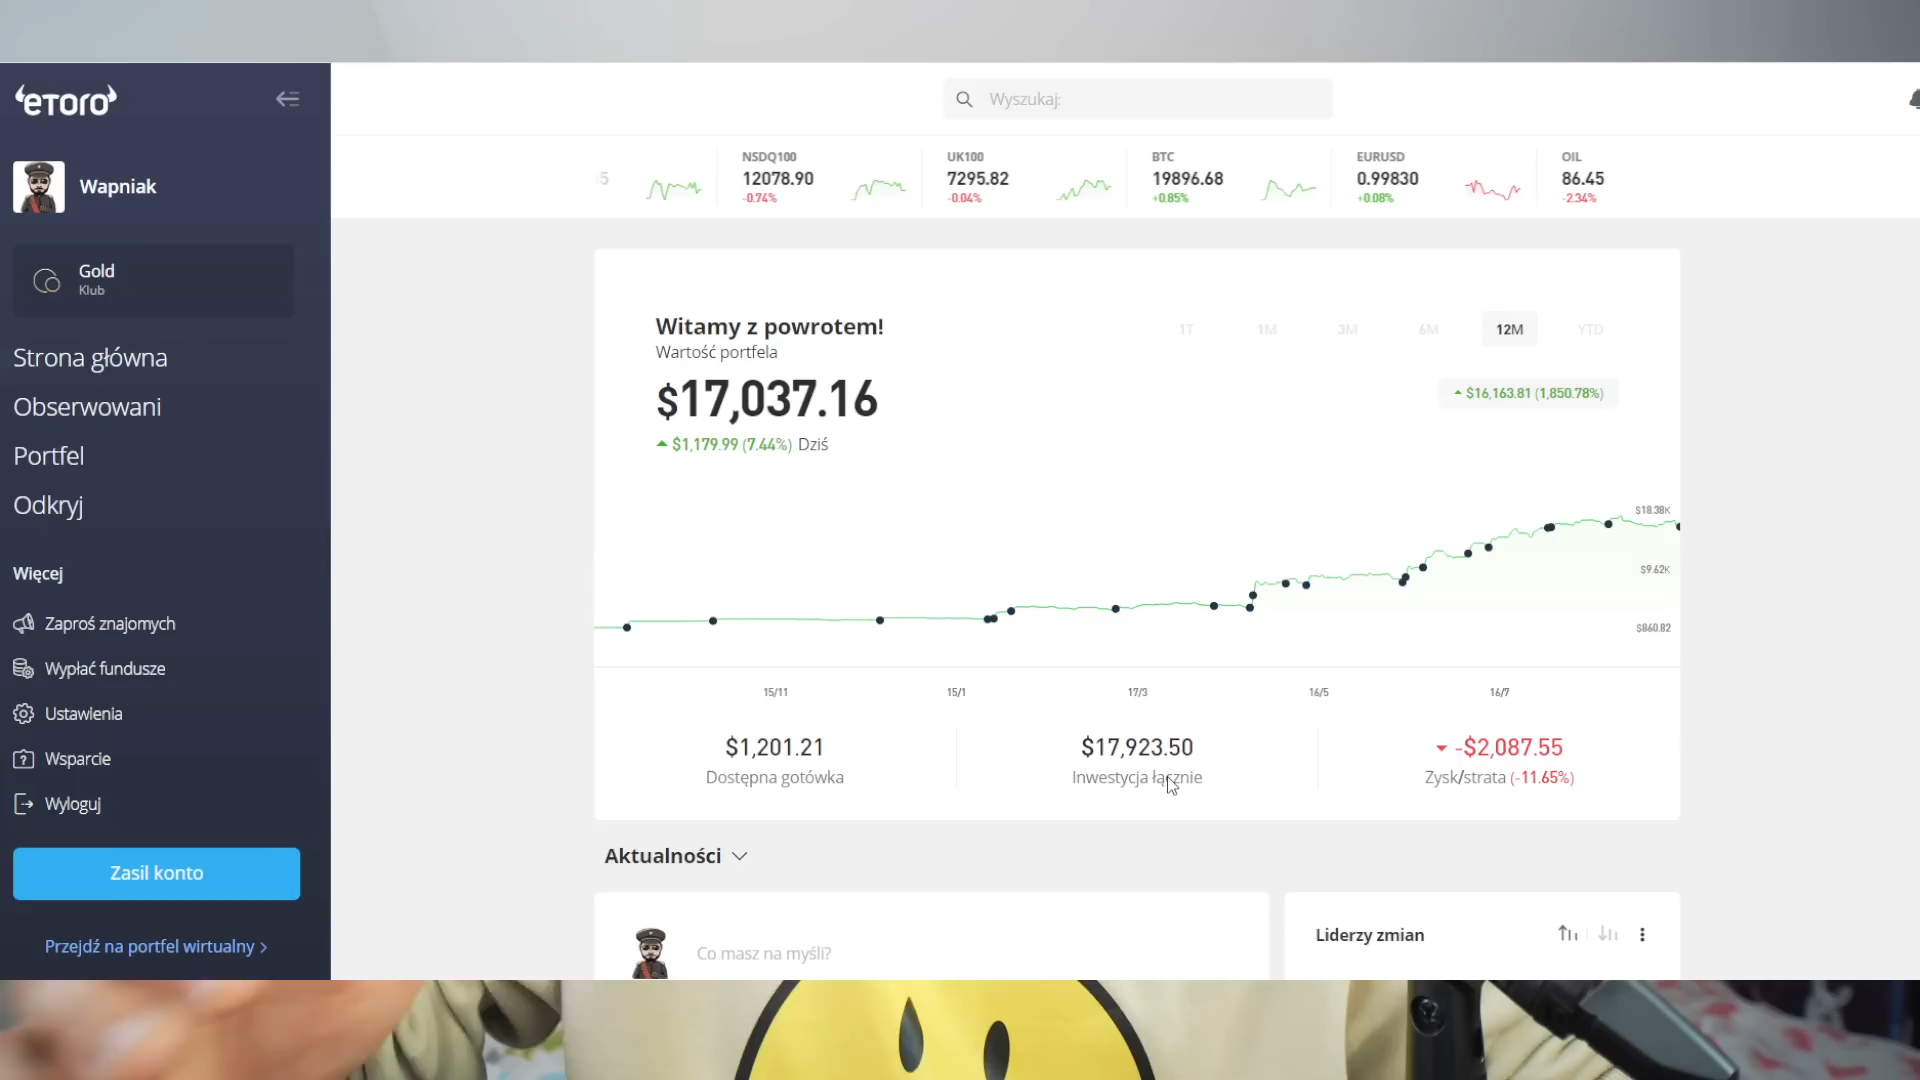 eTORO
Wapniak
Gold
Klub
Strona główna
Obserwowani
Portfel
Odkryj
Więcej
Zaproś znajomych
Wypłać fundusze
Ustawienia
Wsparcie
Wyloguj
Zasil konto
Przejdź na portfel wirtualny >
Wyszukaj:
5
NSDQ100
12078.90
-0.74%
UK100
7295.82
-0.04%
BTC
19896.68
+0.85%
EURUSD
0.99830
+0.08%
OIL
86.45
-2.34%
Witamy z powrotem!
Wartość portfela
$17,037.16
$1,179.99 (7.44%) Dziś
1T 1M 3M 6M 12M YTD
$16,163.81 (1,850.78%)
$18.38K
$9.62K
$860.82
15/11 15/1 17/3 16/5 16/7
$1,201.21
Dostępna gotówka
$17,923.50
Inwestycja łącznie
-$2,087.55
Zysk/strata (-11.65%)
Aktualności
Co masz na myśli?
Liderzy zmian